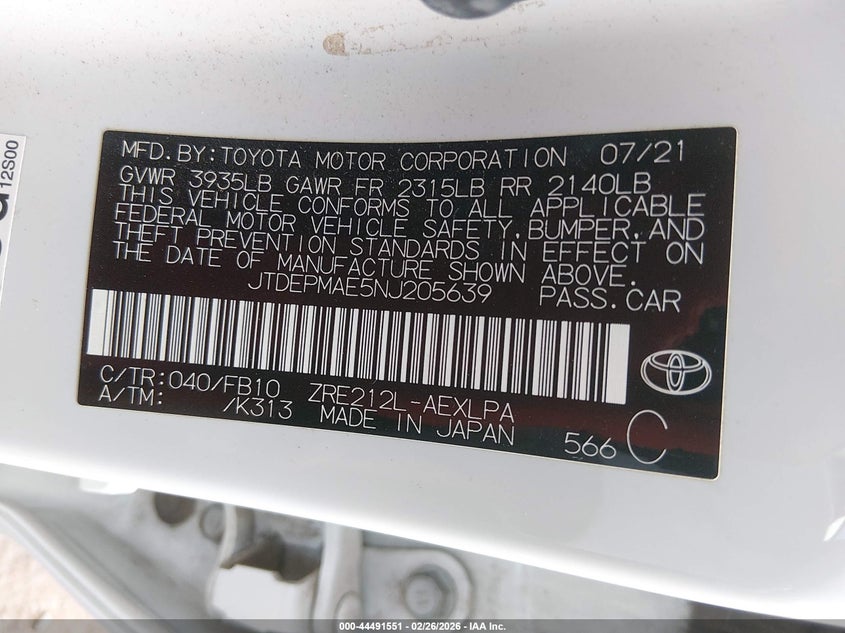 MFD.BY:TOYOTA MOTOR CORPORATION 07/21
GVWR 3935LB GAWR FR 2315LB RR 2140LB
THIS VEHICLE CONFORMS TO ALL APPLICABLE
FEDERAL MOTOR VEHICLE SAFETY,BUMPER,AND
THEFT PREVENTION STANDARDS IN EFFECT ON
THE DATE OF MANUFACTURE SHOWN ABOVE.
JTDEPMAE5NJ205639 PASS.CAR
C/TR:040/FB10 ZRE212L-AEXLPA
A/TM: /K313 MADE IN JAPAN
566 C
12S00
000-44491551 - 02/26/2026 - IAA Inc.